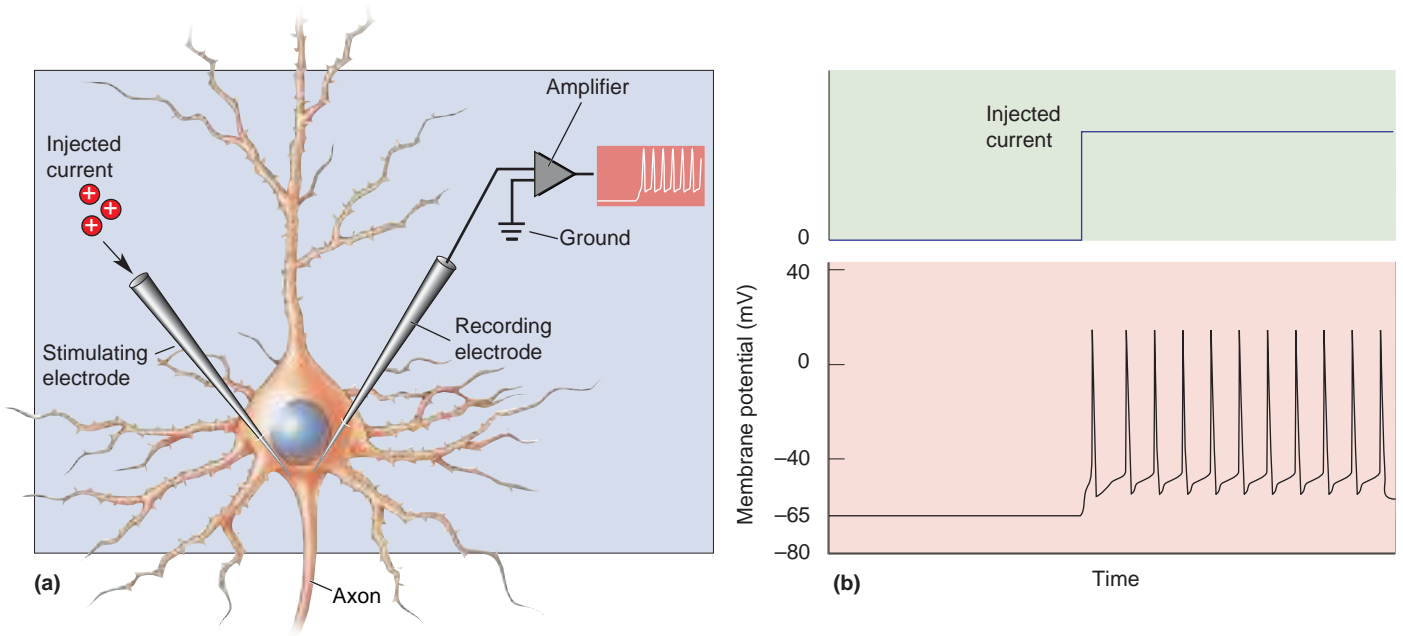 Amplifier
Injected
current
+
+
+
Ground
Recording
electrode
Stimulating
electrode
Axon
(a)
Injected
current
0
Membrane potential (mV)
40
0
–40
–65
–80
Time
(b)